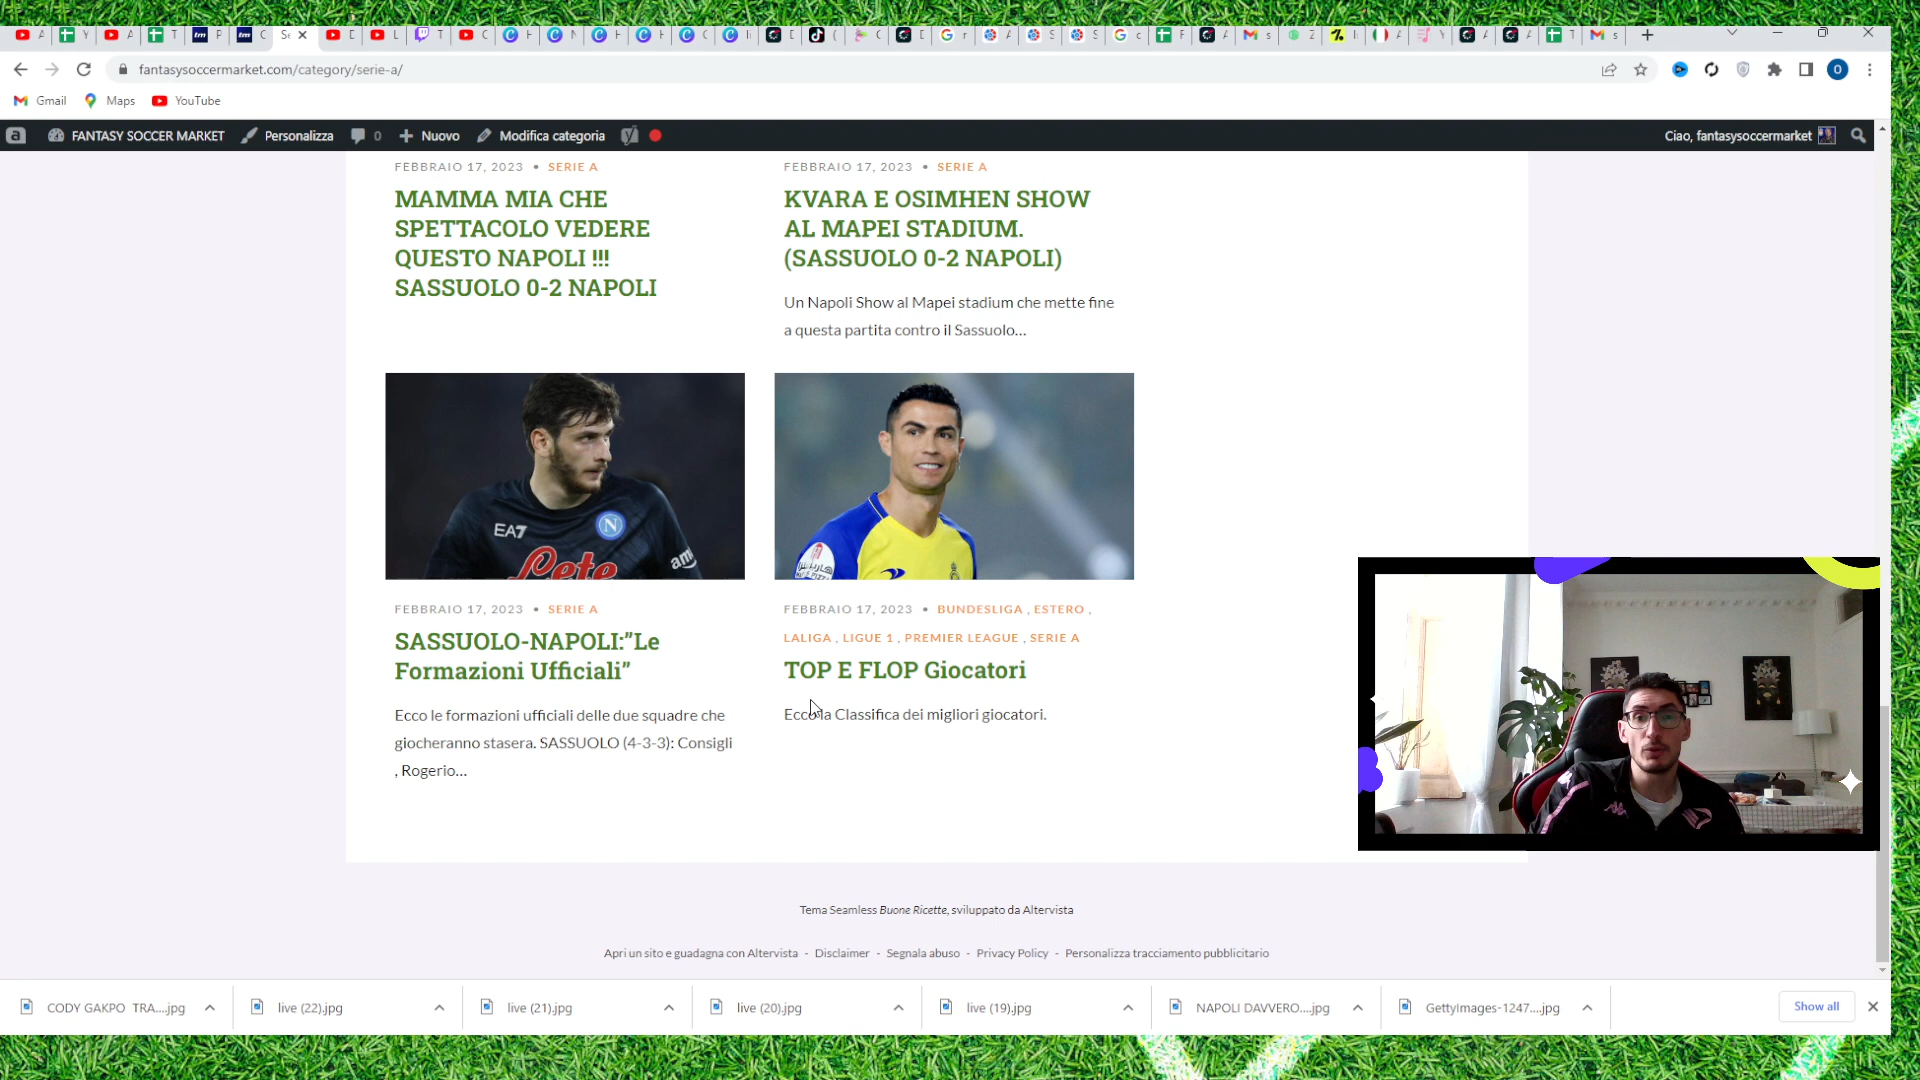 fantasysoccermarket.com/category/serie-a/
Gmail Maps YouTube
FANTASY SOCCER MARKET Personalizza 0 Nuovo Modifica categoria Ciao, fantasysoccermarket
FEBBRAIO 17, 2023 • SERIE A
MAMMA MIA CHE
SPETTACOLO VEDERE
QUESTO NAPOLI !!!
SASSUOLO 0-2 NAPOLI
FEBBRAIO 17, 2023 • SERIE A
KVARA E OSIMHEN SHOW
AL MAPEI STADIUM.
(SASSUOLO 0-2 NAPOLI)
Un Napoli Show al Mapei stadium che mette fine
a questa partita contro il Sassuolo...
EA7
N
Lete
FEBBRAIO 17, 2023 • SERIE A
SASSUOLO-NAPOLI:”Le
Formazioni Ufficiali”
Ecco le formazioni ufficiali delle due squadre che
giocheranno stasera. SASSUOLO (4-3-3): Consigli
, Rogerio...
FEBBRAIO 17, 2023 • BUNDESLIGA , ESTERO ,
LALIGA , LIGUE 1 , PREMIER LEAGUE , SERIE A
TOP E FLOP Giocatori
Ecco la Classifica dei migliori giocatori.
Tema Seamless Buone Ricette, sviluppato da Altervista
Apri un sito e guadagna con Altervista - Disclaimer - Segnala abuso - Privacy Policy - Personalizza tracciamento pubblicitario
CODY GAKPO TRA....jpg
live (22).jpg
live (21).jpg
live (20).jpg
live (19).jpg
NAPOLI DAVVERO....jpg
GettyImages-1247....jpg
Show all